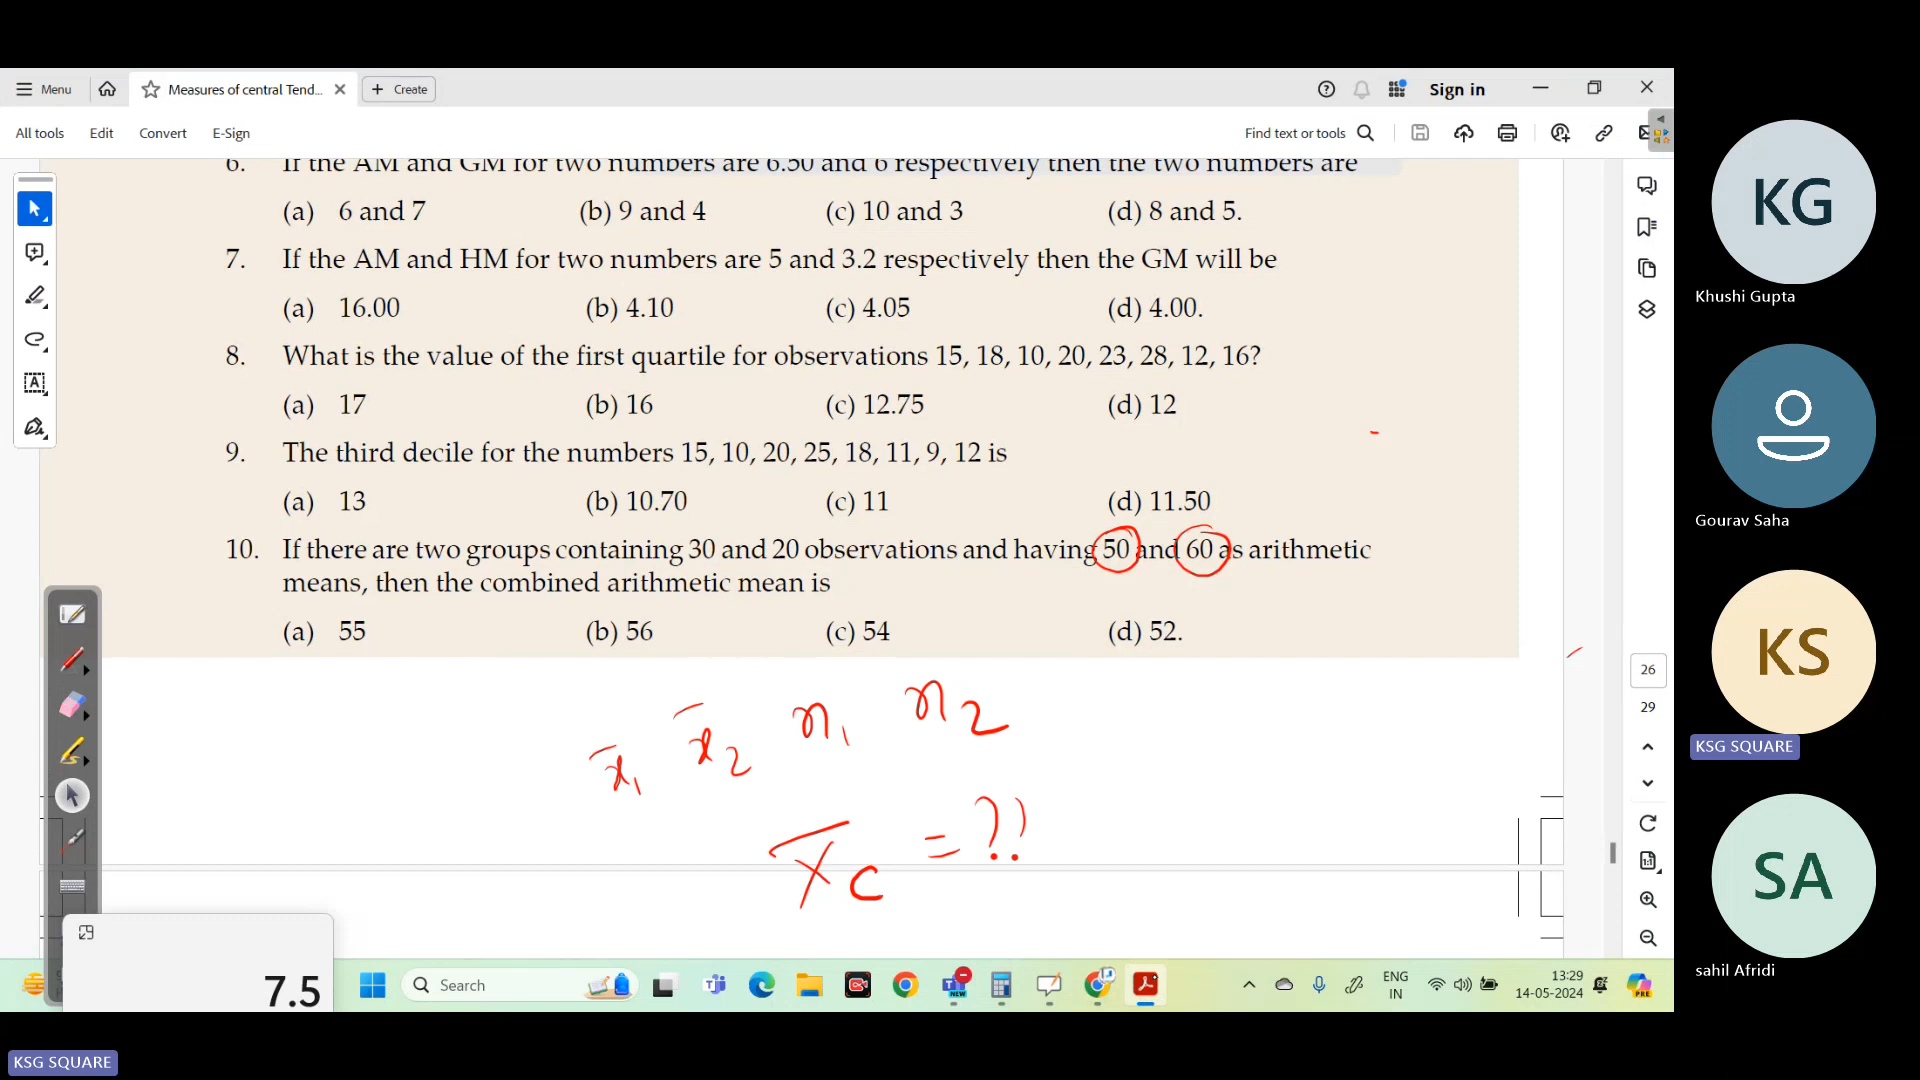 Menu
Measures of central Tend...
Create
Sign in
All tools
Edit
Convert
E-Sign
Find text or tools
6. If the AM and GM for two numbers are 6.50 and 6 respectively then the two numbers are
(a) 6 and 7 (b) 9 and 4 (c) 10 and 3 (d) 8 and 5.
7. If the AM and HM for two numbers are 5 and 3.2 respectively then the GM will be
(a) 16.00 (b) 4.10 (c) 4.05 (d) 4.00.
8. What is the value of the first quartile for observations 15, 18, 10, 20, 23, 28, 12, 16?
(a) 17 (b) 16 (c) 12.75 (d) 12
9. The third decile for the numbers 15, 10, 20, 25, 18, 11, 9, 12 is
(a) 13 (b) 10.70 (c) 11 (d) 11.50
10. If there are two groups containing 30 and 20 observations and having 50 and 60 as arithmetic
means, then the combined arithmetic mean is
(a) 55 (b) 56 (c) 54 (d) 52.
x̄₁ x̄₂ n₁ n₂
x̄c = ??
26
29
7.5
Search
ENG
IN
13:29
14-05-2024
KG
Khushi Gupta
Gourav Saha
KS
KSG SQUARE
SA
sahil Afridi
KSG SQUARE